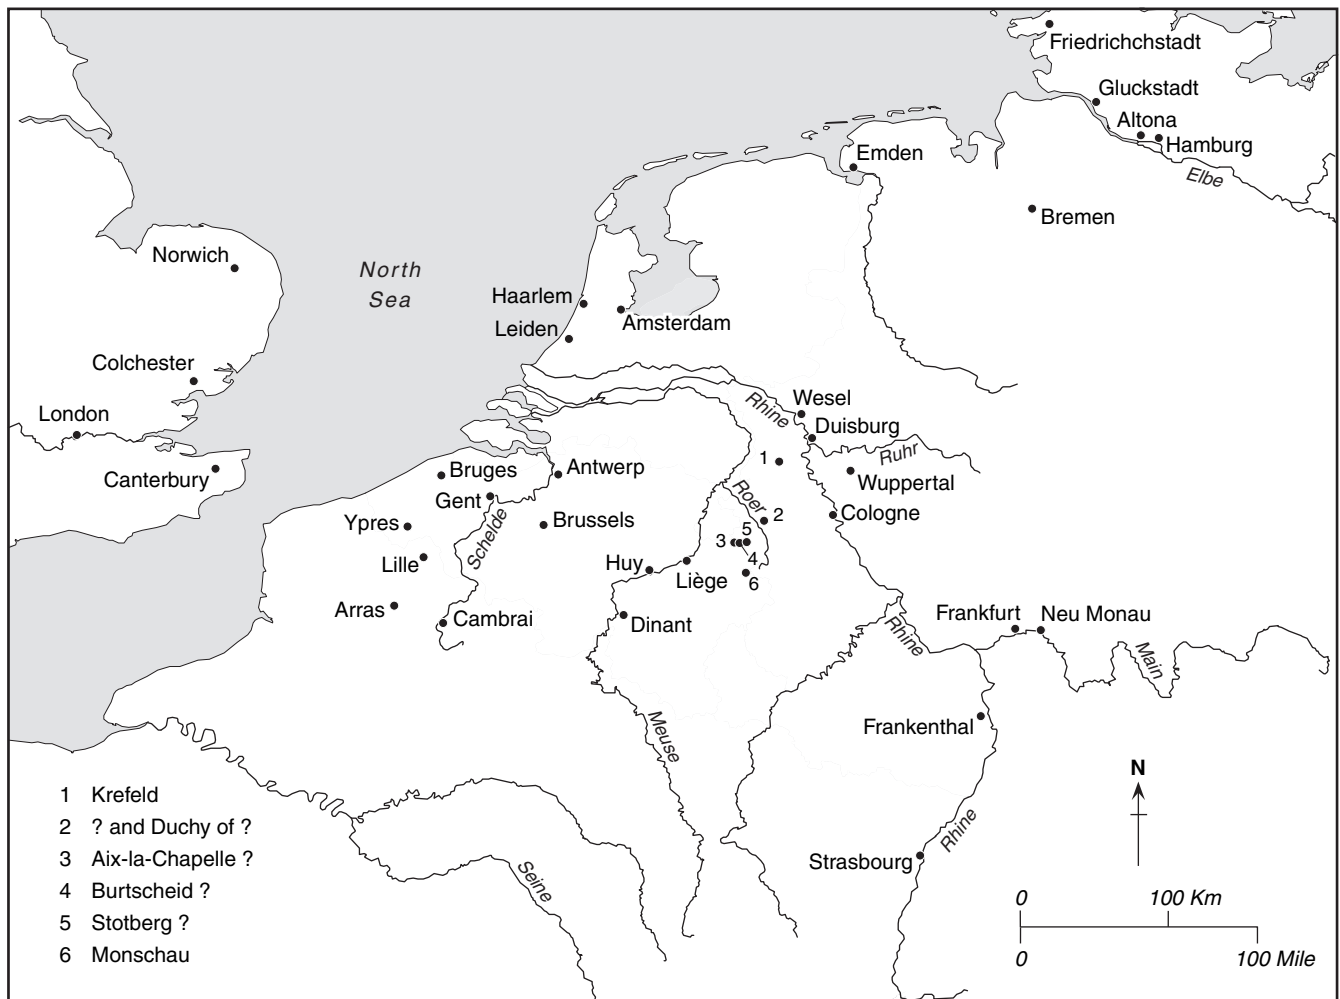 Friedrichchstadt
Gluckstadt
Altona
Hamburg
Elbe
Emden
Bremen
Norwich
North
Sea
Haarlem
Amsterdam
Leiden
Colchester
London
Canterbury
Rhine
Wesel
Duisburg
Ruhr
1
Wuppertal
Bruges
Antwerp
Gent
Roer
2
Cologne
Ypres
Schelde
Brussels
3
5
4
6
Lille
Huy
Liège
Arras
Cambrai
Dinant
Rhine
Frankfurt
Neu Monau
Main
Meuse
Frankenthal
Rhine
Strasbourg
Seine
N
1 Krefeld
2 ? and Duchy of ?
3 Aix-la-Chapelle ?
4 Burtscheid ?
5 Stotberg ?
6 Monschau
0 100 Km
0 100 Mile